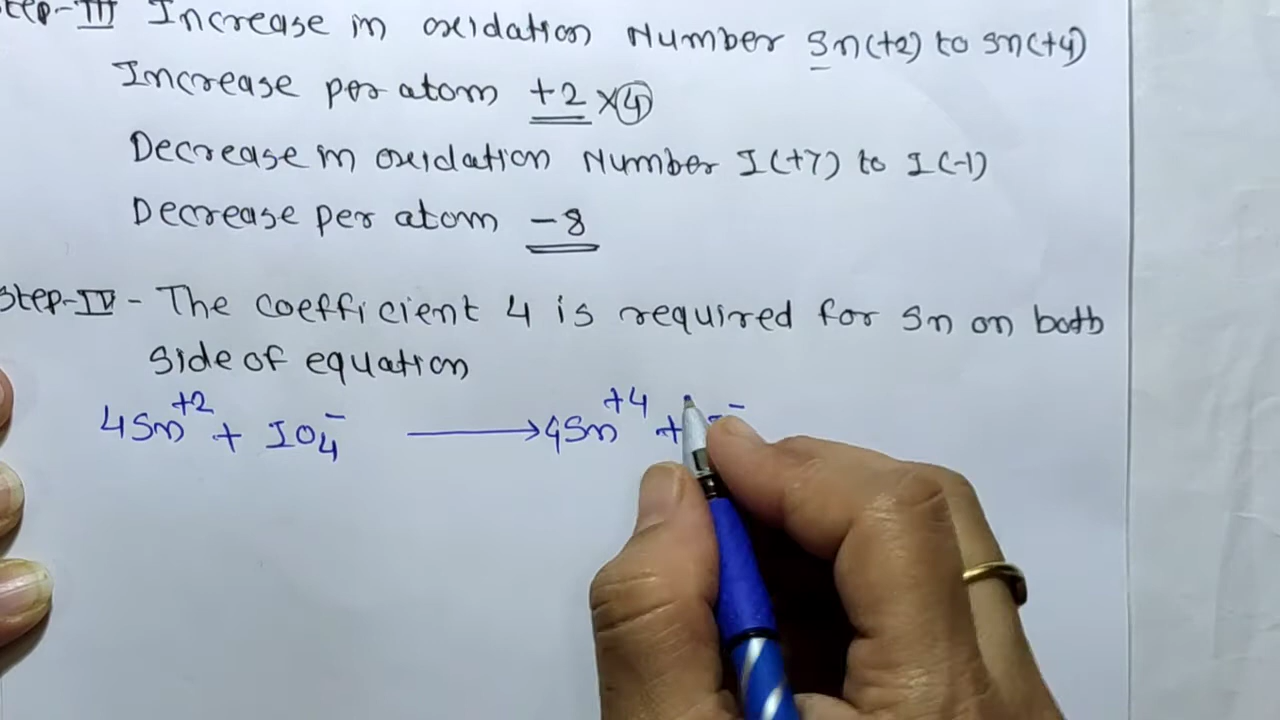 Step-III Increase in oxidation Number Sn(+2) to Sn(+4)
Increase per atom +2 ×④
Decrease in oxidation Number I(+7) to I(-1)
Decrease per atom -8
Step-IV - The coefficient 4 is required for Sn on both
side of equation
4Sn⁺² + IO₄⁻ ⟶ 4Sn⁺⁴ +